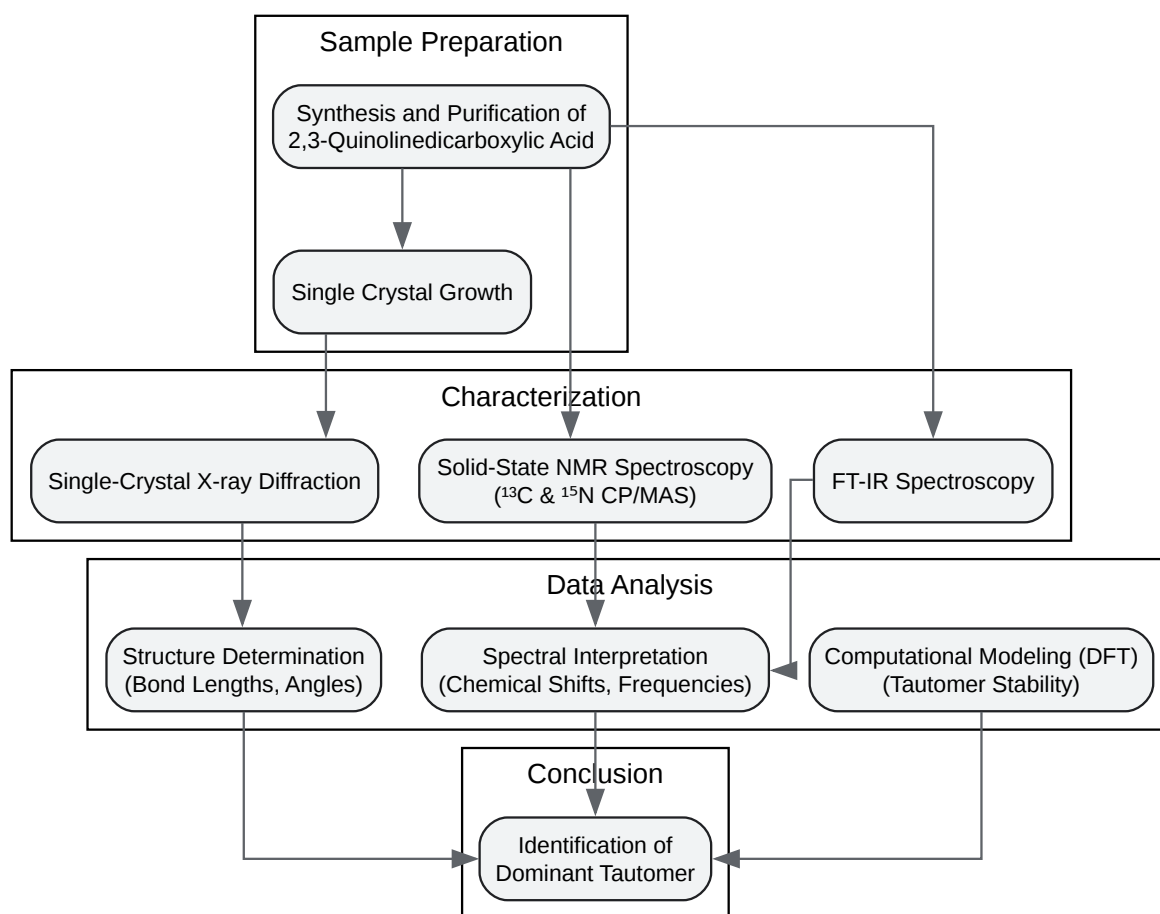 Sample Preparation
Synthesis and Purification of
2,3-Quinolinedicarboxylic Acid
Single Crystal Growth
Characterization
Single-Crystal X-ray Diffraction
Solid-State NMR Spectroscopy
(¹³C & ¹⁵N CP/MAS)
FT-IR Spectroscopy
Data Analysis
Structure Determination
(Bond Lengths, Angles)
Spectral Interpretation
(Chemical Shifts, Frequencies)
Computational Modeling (DFT)
(Tautomer Stability)
Conclusion
Identification of
Dominant Tautomer